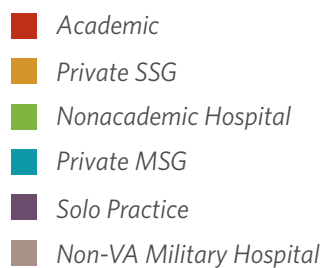 Academic
Private SSG
Nonacademic Hospital
Private MSG
Solo Practice
Non-VA Military Hospital